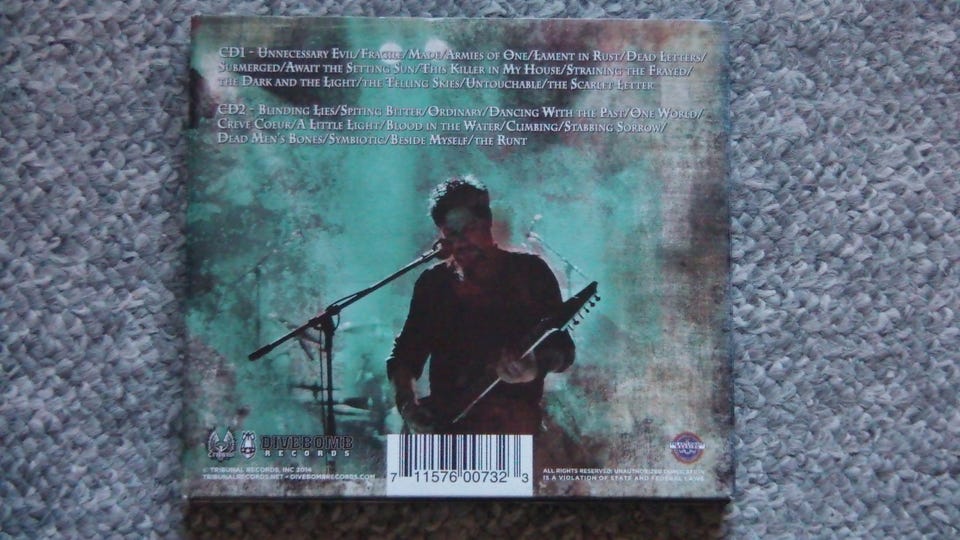 CD1 - Unnecessary Evil/Fragile/Made/Armies of One/Lament in Rust/Dead Letters/
Submerged/Await the Setting Sun/This Killer in My House/Straining the Frayed/
the Dark and the Light/the Telling Skies/Untouchable/the Scarlet Letter
CD2 - Blinding Lies/Spiting Bitter/Ordinary/Dancing With the Past/One World/
Creve Coeur/A Little Light/Blood in the Water/Climbing/Stabbing Sorrow/
Dead Men's Bones/Symbiotic/Beside Myself/the Runt
DIVEBOMB
RECORDS
© TRIBUNAL RECORDS, INC 2014
TRIBUNALRECORDS.NET - DIVEBOMBRECORDS.COM
7 11576 00732 3
ALL RIGHTS RESERVED. UNAUTHORIZED DUPLICATION
IS A VIOLATION OF STATE AND FEDERAL LAWS